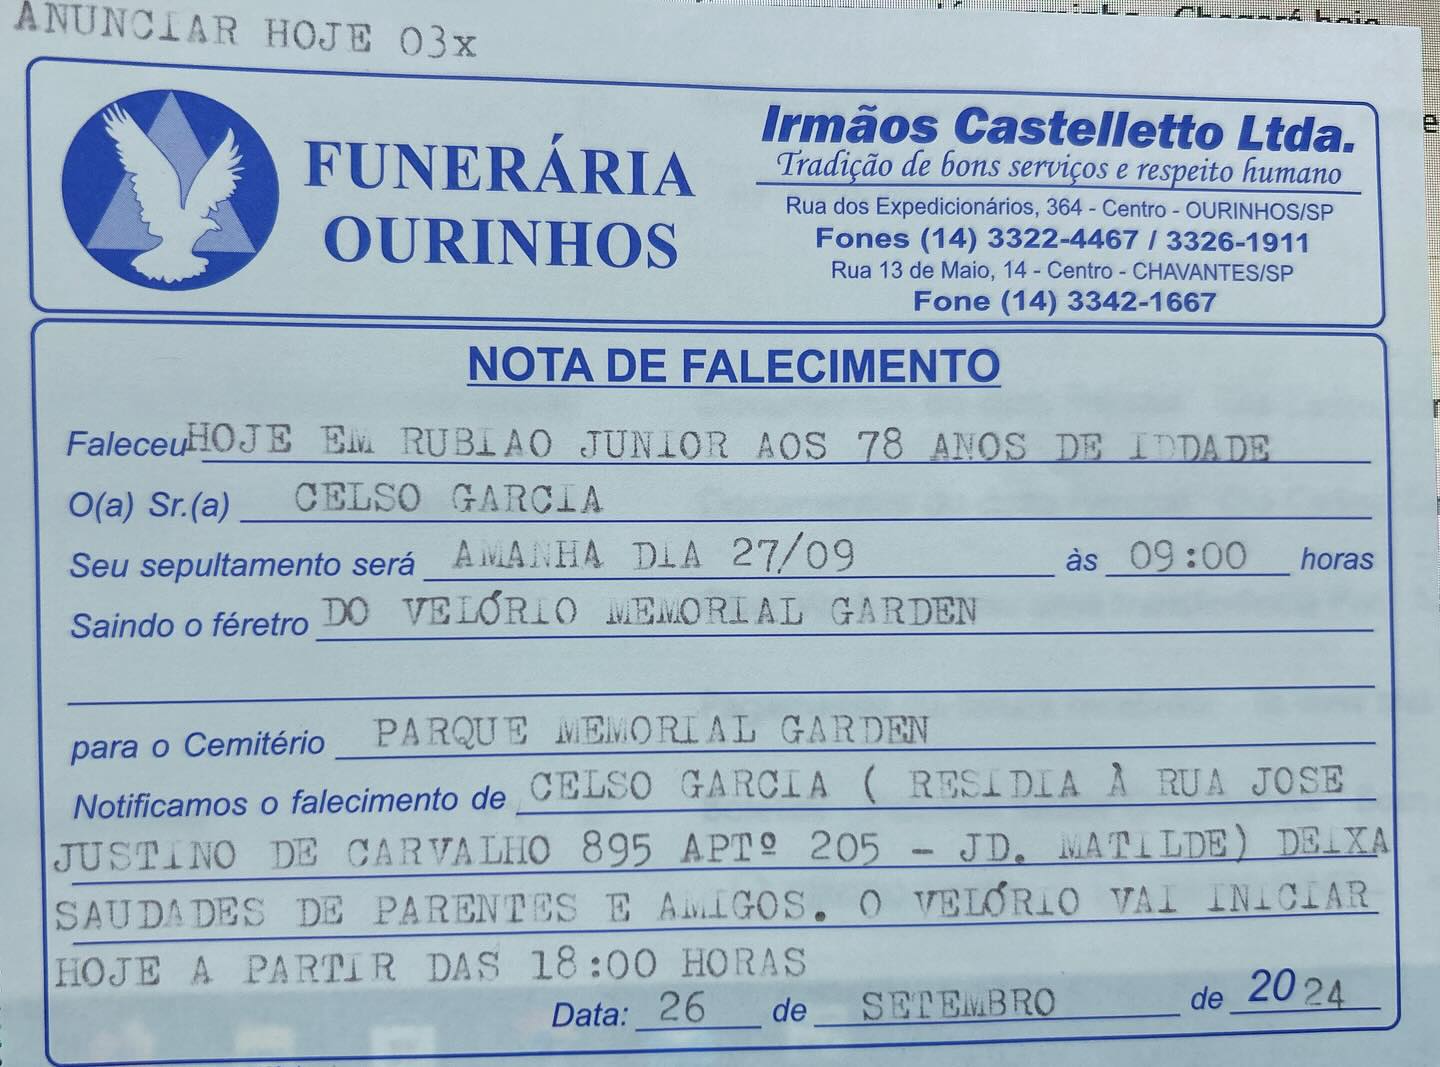 ANUNCIAR HOJE 03x
FUNERÁRIA
OURINHOS
Irmãos Castelletto Ltda.
Tradição de bons serviços e respeito humano
Rua dos Expedicionários, 364 - Centro - OURINHOS/SP
Fones (14) 3322-4467 / 3326-1911
Rua 13 de Maio, 14 - Centro - CHAVANTES/SP
Fone (14) 3342-1667
NOTA DE FALECIMENTO
Faleceu HOJE EM RUBIAO JUNIOR AOS 78 ANOS DE IDDADE
O(a) Sr.(a) CELSO GARCIA
Seu sepultamento será AMANHA DIA 27/09 às 09:00 horas
Saindo o féretro DO VELÓRIO MEMORIAL GARDEN
para o Cemitério PARQUE MEMORIAL GARDEN
Notificamos o falecimento de CELSO GARCIA ( RESIDIA À RUA JOSE
JUSTINO DE CARVALHO 895 APTº 205 - JD. MATILDE) DEIXA
SAUDADES DE PARENTES E AMIGOS. O VELÓRIO VAI INICIAR
HOJE A PARTIR DAS 18:00 HORAS
Data: 26 de SETEMBRO de 2024